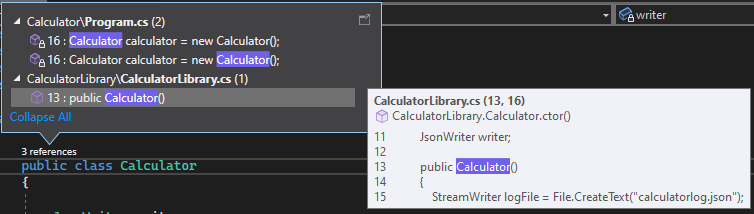 writer
Calculator\Program.cs (2)
16 : Calculator calculator = new Calculator();
16 : Calculator calculator = new Calculator();
CalculatorLibrary\CalculatorLibrary.cs (1)
13 : public Calculator()
Collapse All
3 references
public class Calculator
{
CalculatorLibrary.cs (13, 16)
CalculatorLibrary.Calculator.ctor()
11 JsonWriter writer;
12
13 public Calculator()
14 {
15 StreamWriter logFile = File.CreateText("calculatorlog.json");